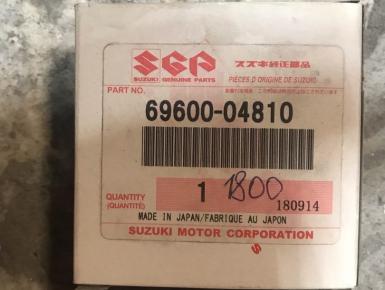 SGP スズキ純正部品
SUZUKI GENUINE PARTS PIÈCES D'ORIGINE DE SUZUKI
PART NO.
69600-04810
QUANTITY
(QUANTITÉ)
1 1800
180914
MADE IN JAPAN/FABRIQUE AU JAPON
SUZUKI MOTOR CORPORATION